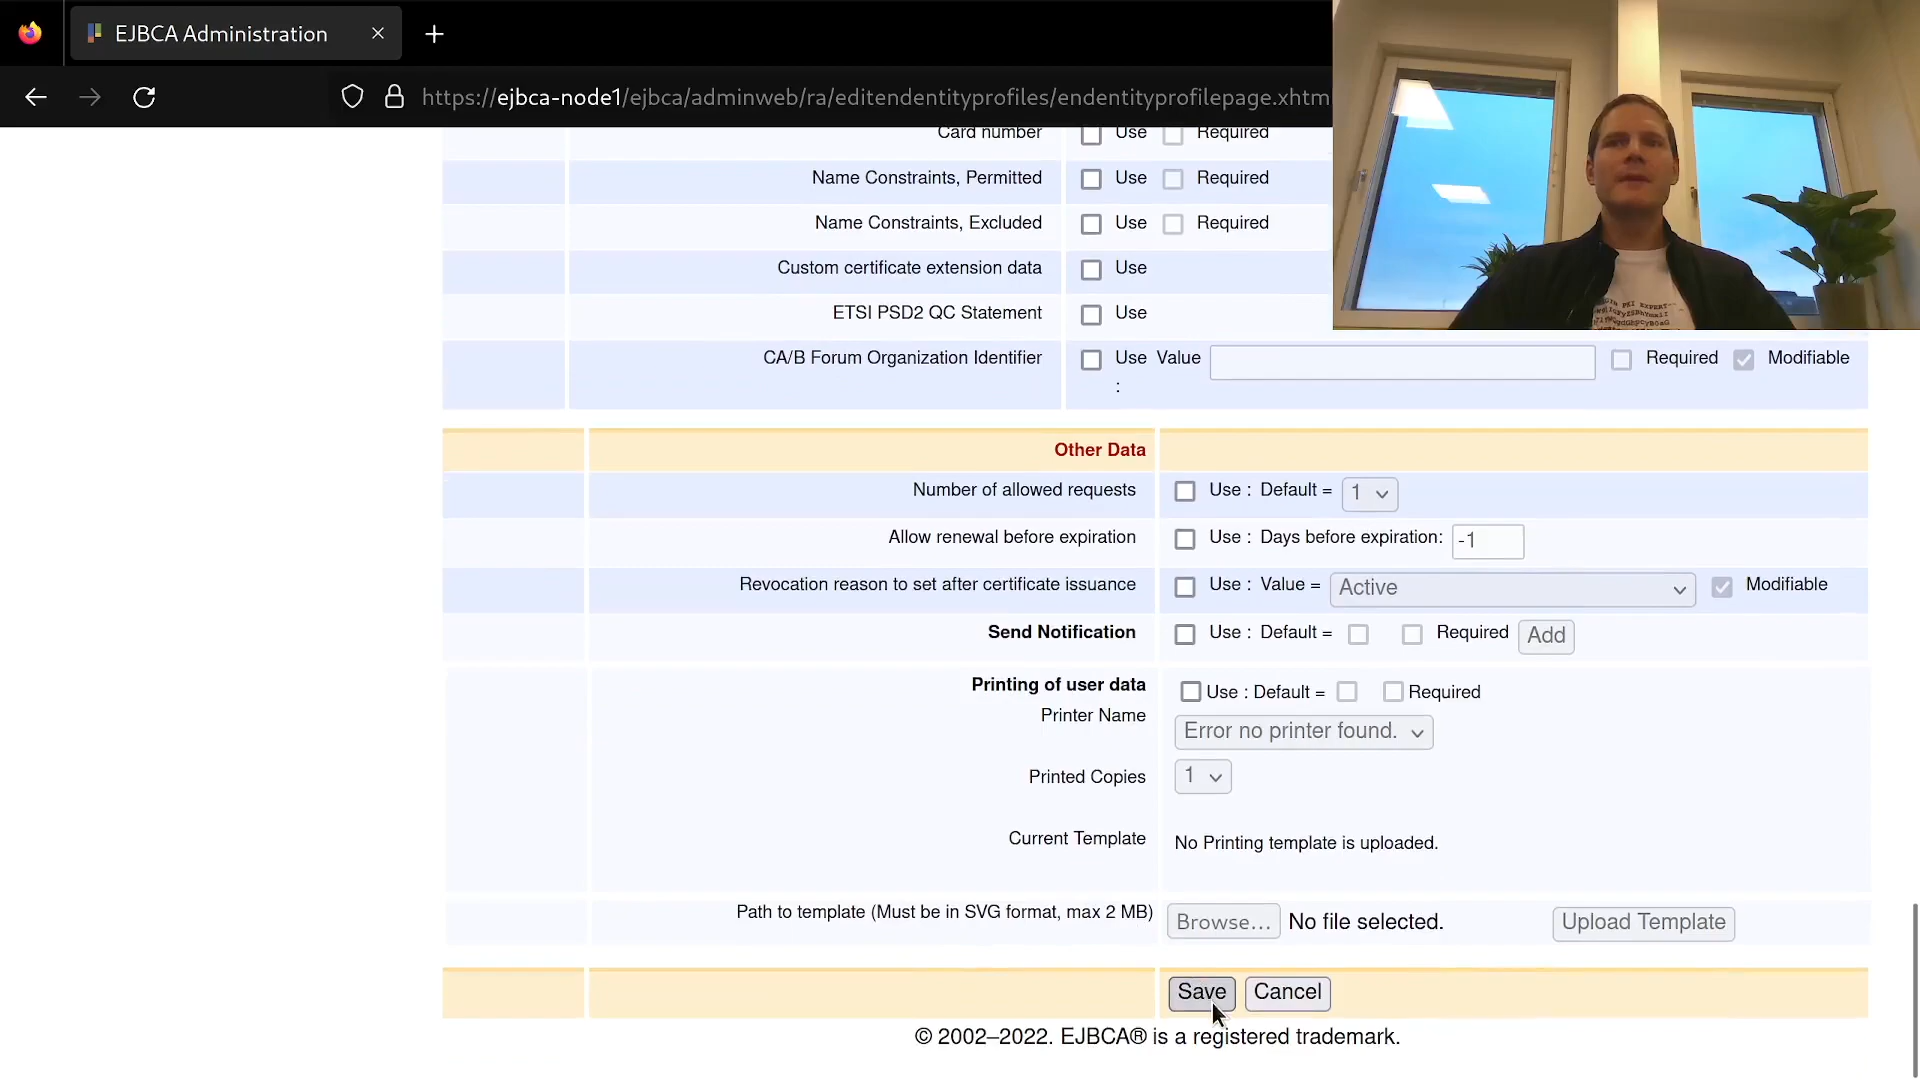 EJBCA Administration
https://ejbca-node1/ejbca/adminweb/ra/editendentityprofiles/endentityprofilepage.xhtm
Card number Use Required
Name Constraints, Permitted Use Required
Name Constraints, Excluded Use Required
Custom certificate extension data Use
ETSI PSD2 QC Statement Use
CA/B Forum Organization Identifier Use Value : Required Modifiable
Other Data
Number of allowed requests Use : Default = 1
Allow renewal before expiration Use : Days before expiration: -1
Revocation reason to set after certificate issuance Use : Value = Active Modifiable
Send Notification Use : Default = Required Add
Printing of user data Use : Default = Required
Printer Name Error no printer found.
Printed Copies 1
Current Template No Printing template is uploaded.
Path to template (Must be in SVG format, max 2 MB) Browse... No file selected. Upload Template
Save Cancel
© 2002–2022. EJBCA® is a registered trademark.